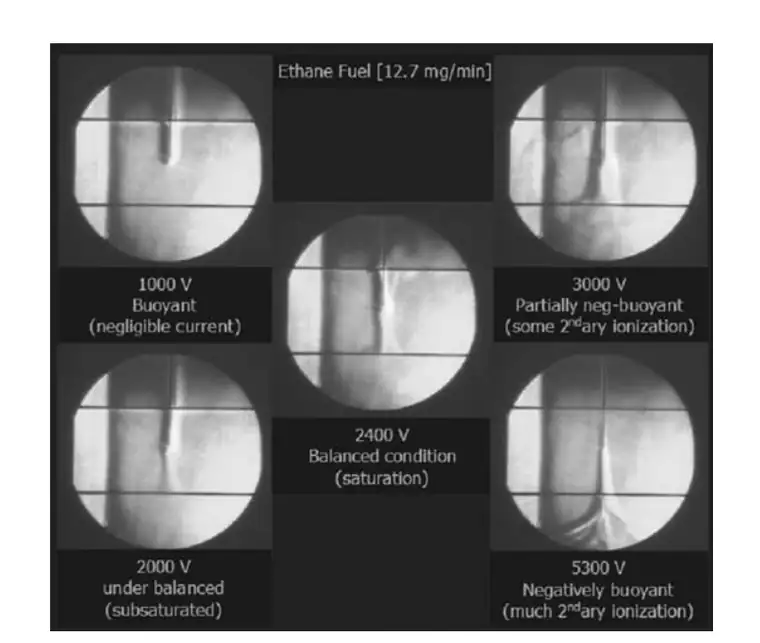 Ethane Fuel [12.7 mg/min]
1000 V
Buoyant
(negligible current)
3000 V
Partially neg-buoyant
(some 2ndary ionization)
2400 V
Balanced condition
(saturation)
2000 V
under balanced
(subsaturated)
5300 V
Negatively buoyant
(much 2ndary ionization)